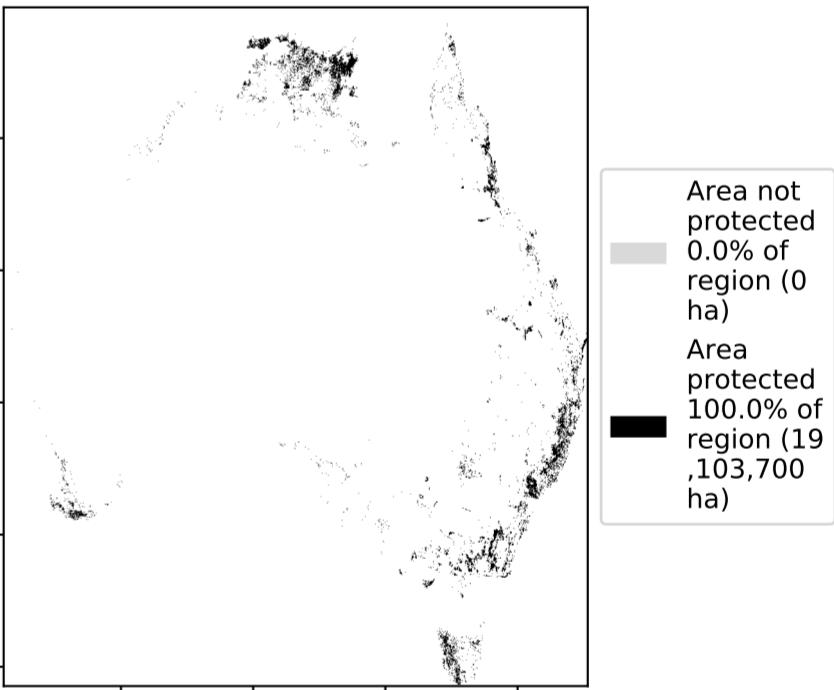 Area not
protected
0.0% of
region (0
ha)
Area
protected
100.0% of
region (19
,103,700
ha)